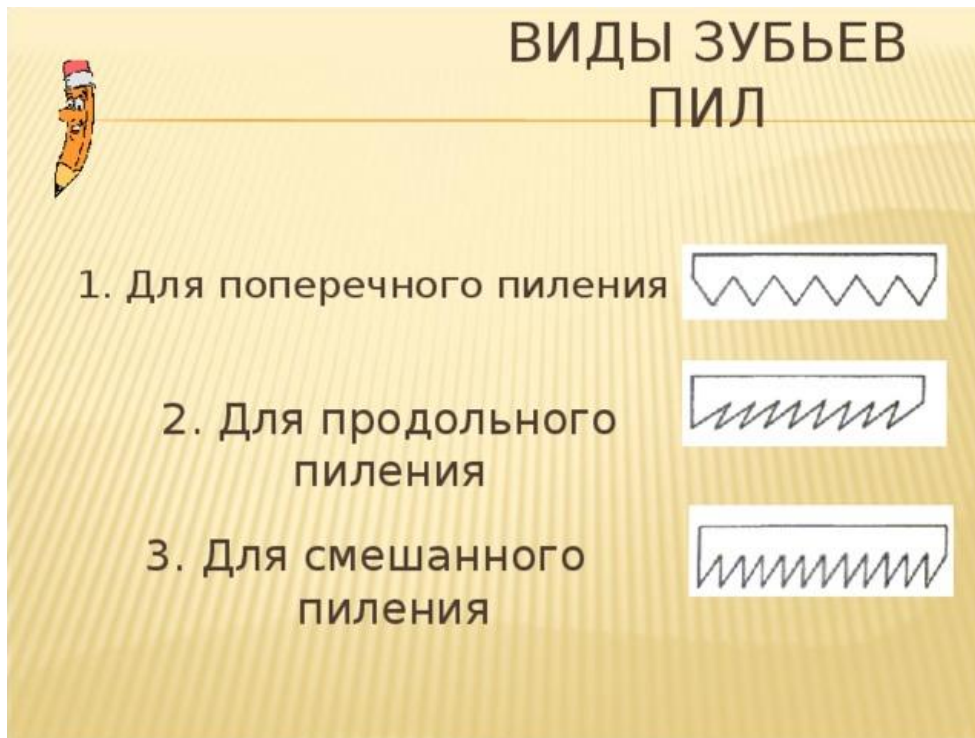 ВИДЫ ЗУБЬЕВ
ПИЛ
1. Для поперечного пиления
2. Для продольного
пиления
3. Для смешанного
пиления